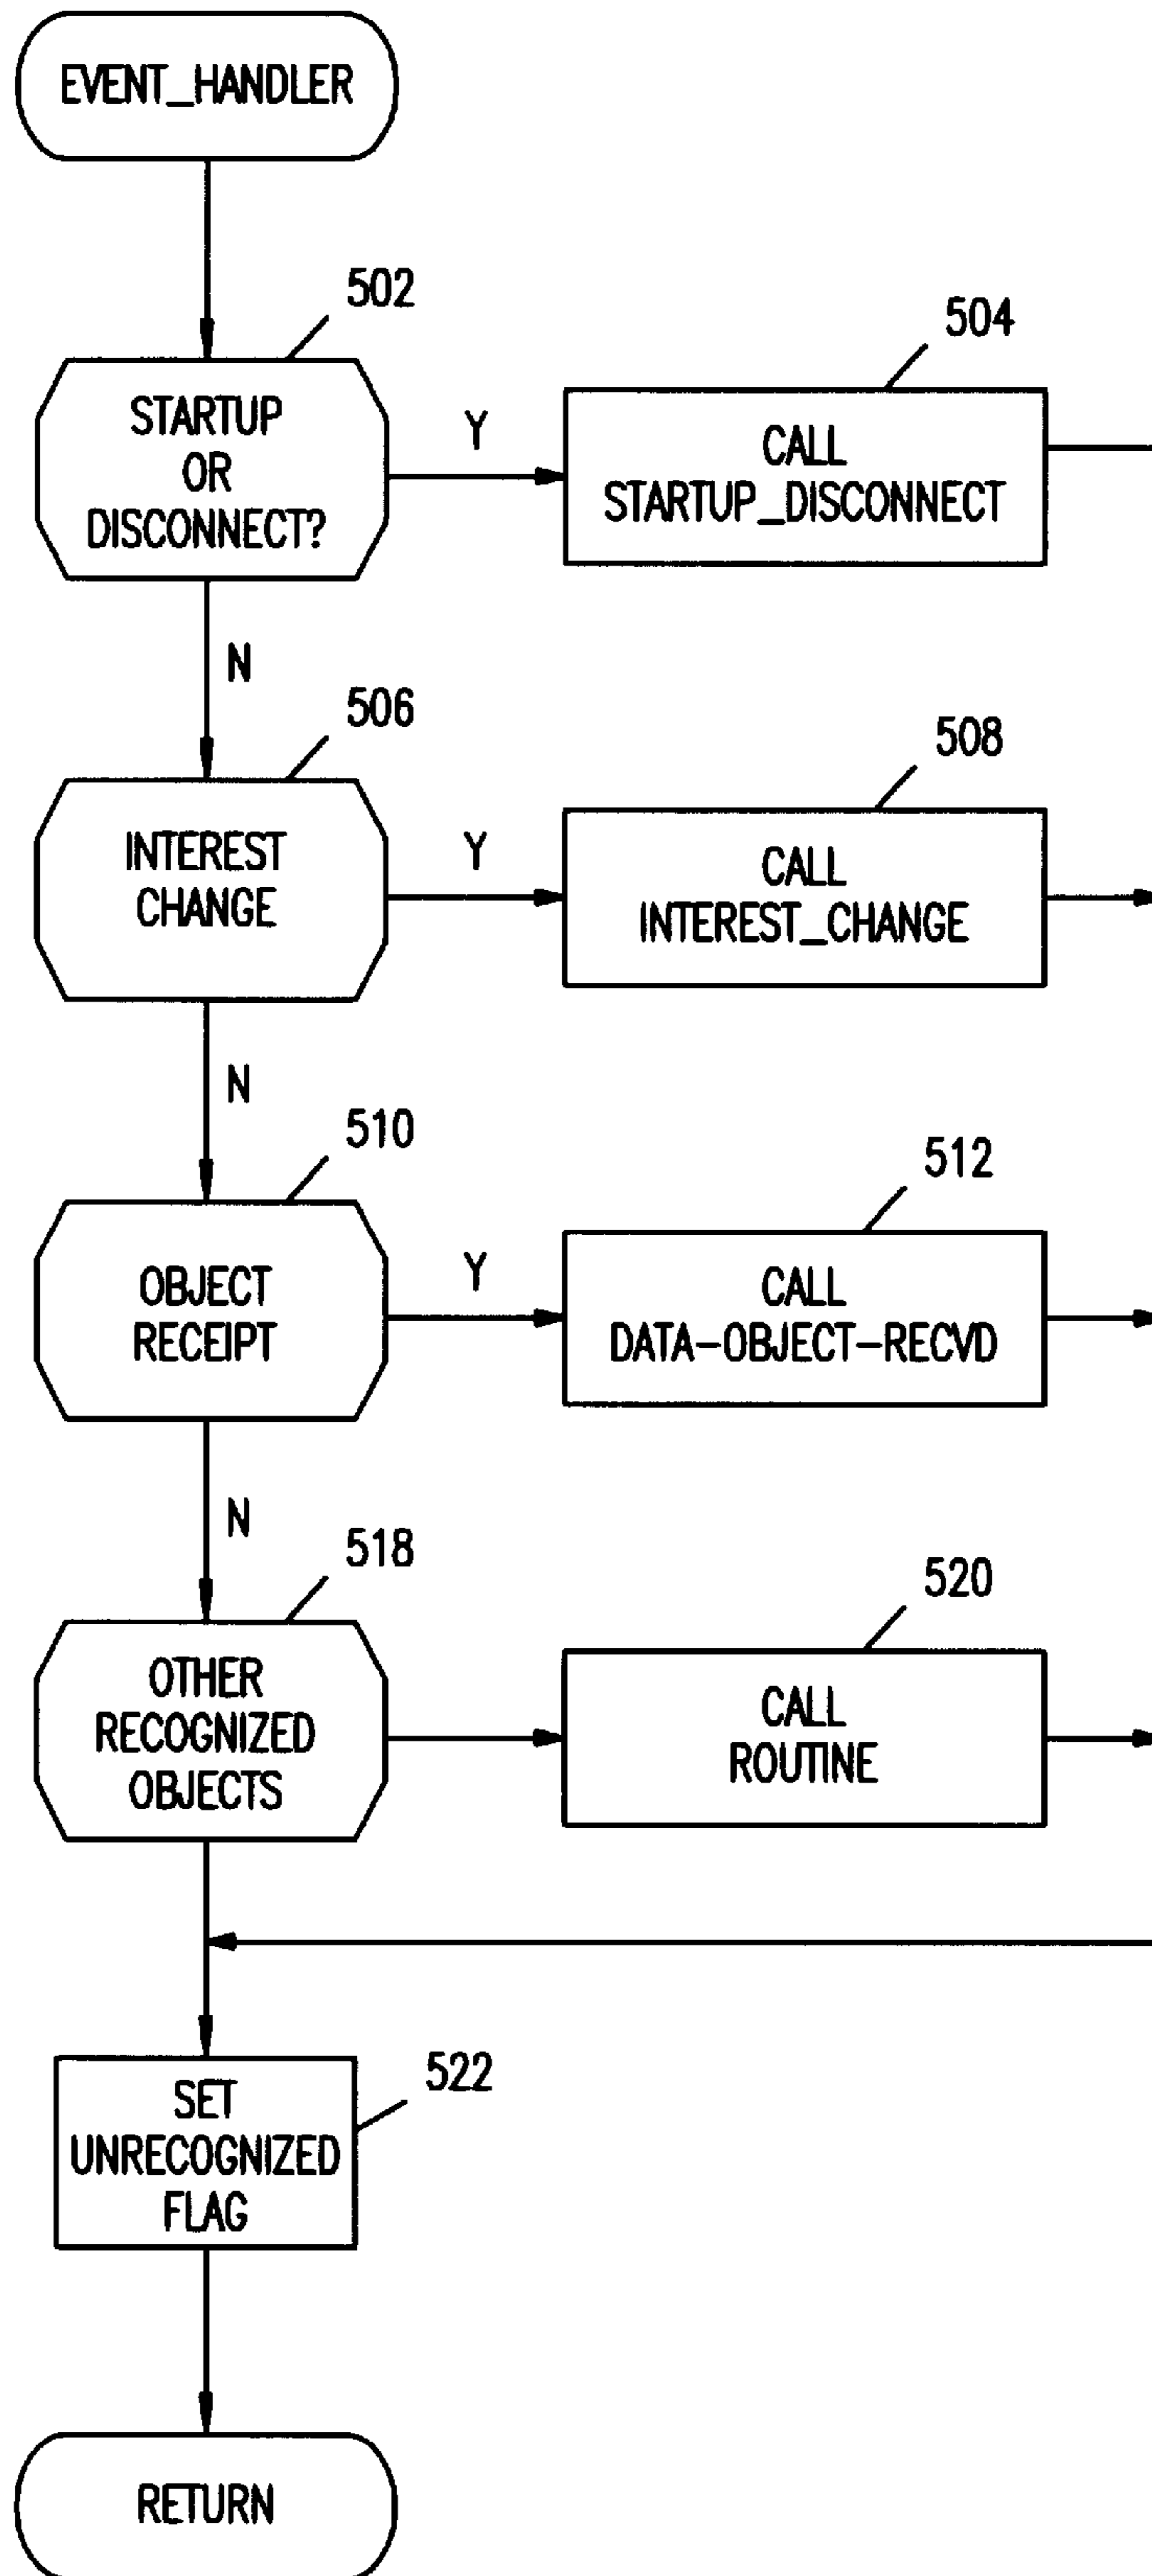 EVENT_HANDLER
502
STARTUP
OR
DISCONNECT?
Y
504
CALL
STARTUP_DISCONNECT
N
506
INTEREST
CHANGE
Y
508
CALL
INTEREST_CHANGE
N
510
OBJECT
RECEIPT
Y
512
CALL
DATA-OBJECT-RECVD
N
518
OTHER
RECOGNIZED
OBJECTS
520
CALL
ROUTINE
522
SET
UNRECOGNIZED
FLAG
RETURN